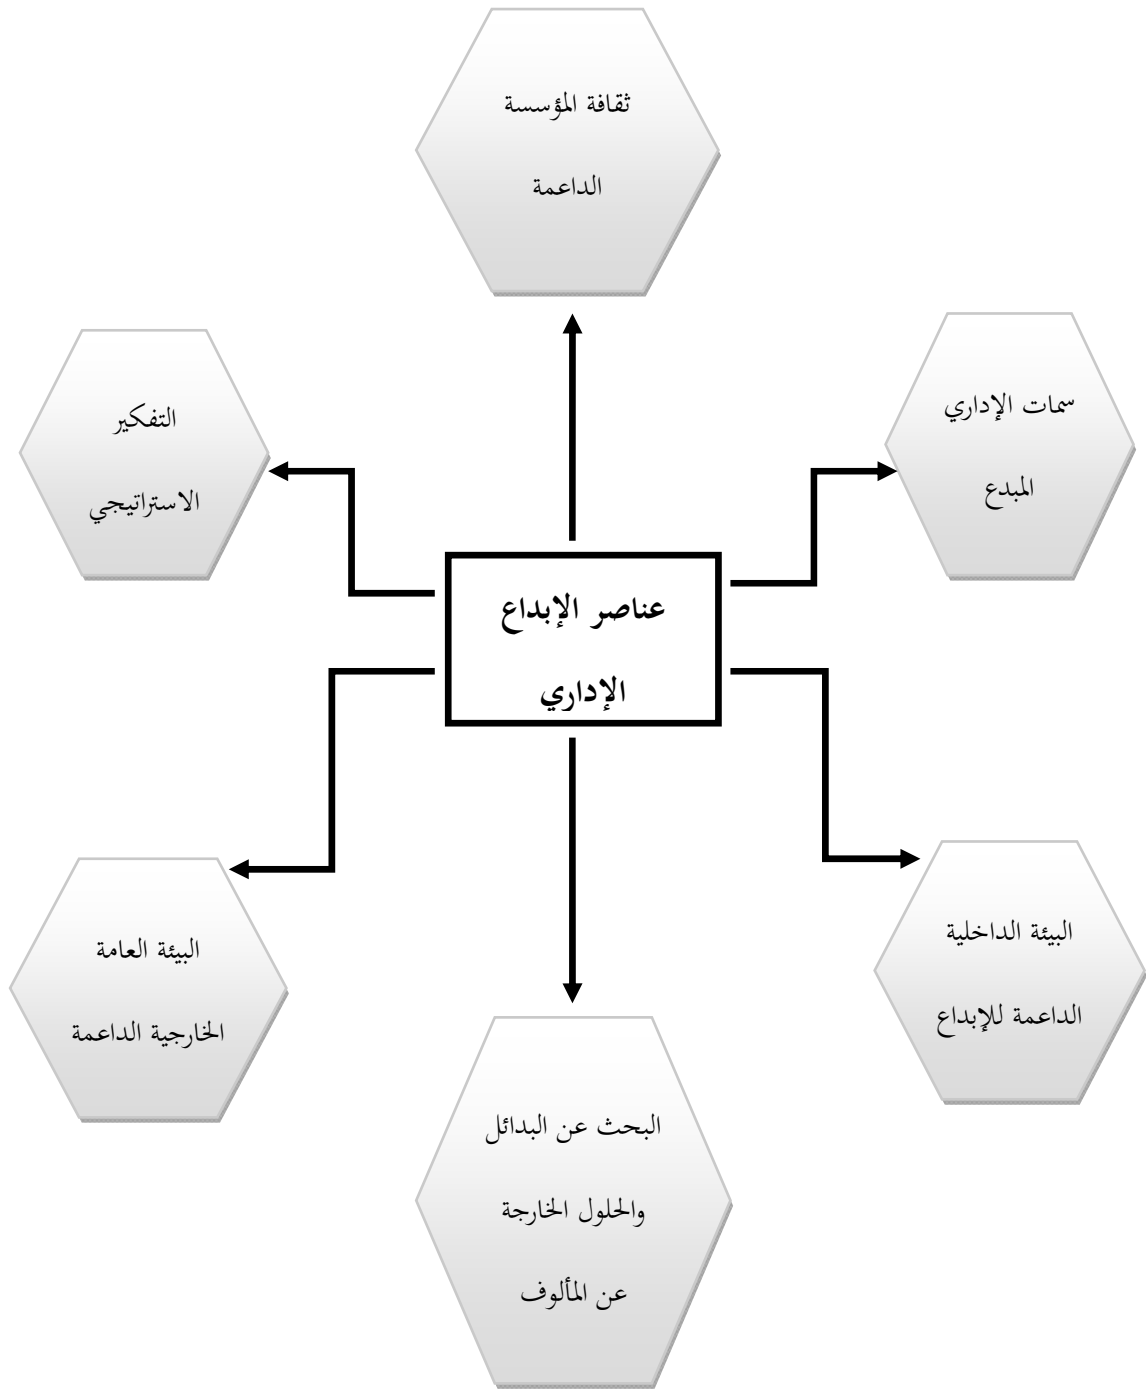 ثقافة المؤسسة
الداعمة
سمات الإداري
المبدع
التفكير
الاستراتيجي
عناصر الإبداع
الإداري
البيئة الداخلية
الداعمة للإبداع
البيئة العامة
الخارجية الداعمة
البحث عن البدائل
والحلول الخارجة
عن المألوف